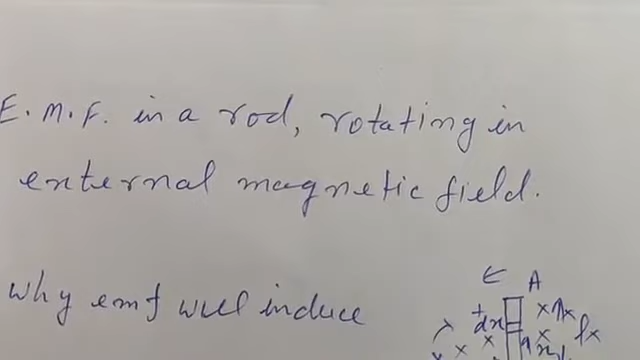 E.M.F. in a rod, rotating in
external magnetic field.
why emf will induce
A
+
dx
x
x
x
x